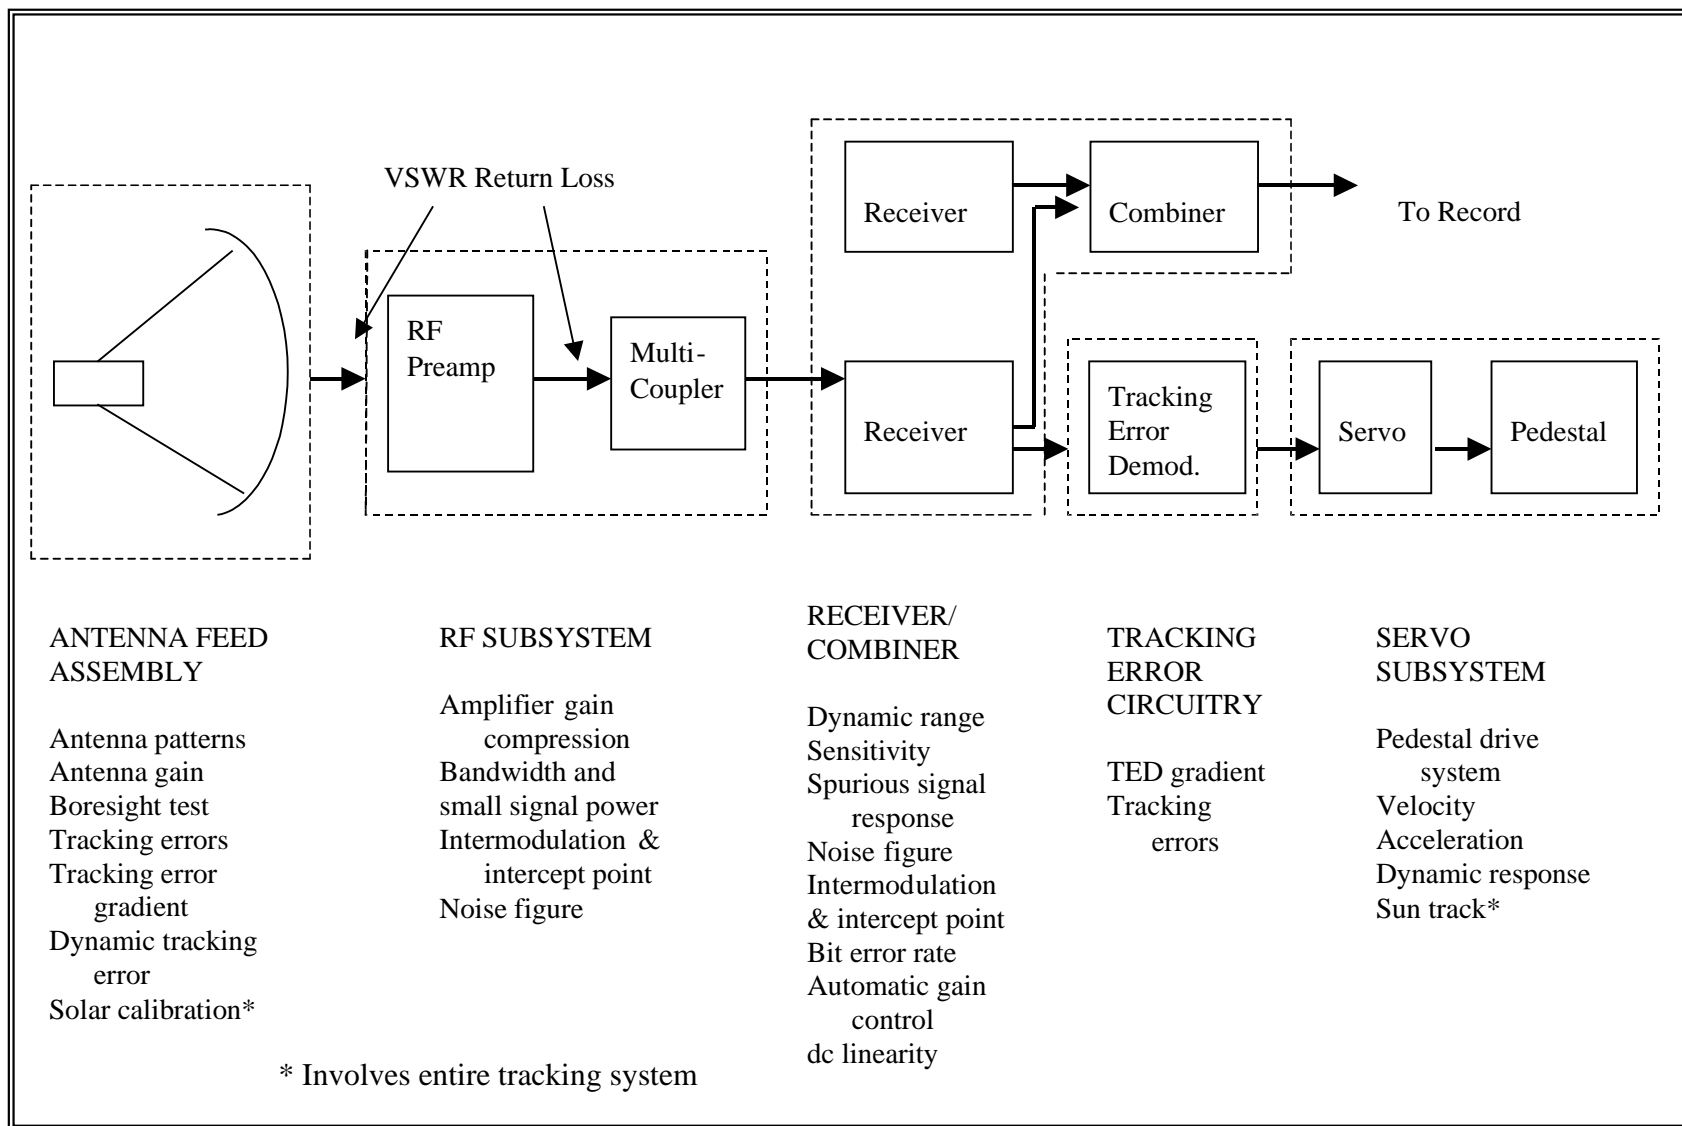 VSWR Return Loss
Receiver
Combiner
To Record
RF
Preamp
Multi-
Coupler
Receiver
Tracking
Error
Demod.
Servo
Pedestal
ANTENNA FEED
ASSEMBLY
Antenna patterns
Antenna gain
Boresight test
Tracking errors
Tracking error
gradient
Dynamic tracking
error
Solar calibration*
RF SUBSYSTEM
Amplifier gain
compression
Bandwidth and
small signal power
Intermodulation &
intercept point
Noise figure
RECEIVER/
COMBINER
Dynamic range
Sensitivity
Spurious signal
response
Noise figure
Intermodulation
& intercept point
Bit error rate
Automatic gain
control
dc linearity
TRACKING
ERROR
CIRCUITRY
TED gradient
Tracking
errors
SERVO
SUBSYSTEM
Pedestal drive
system
Velocity
Acceleration
Dynamic response
Sun track*
* Involves entire tracking system